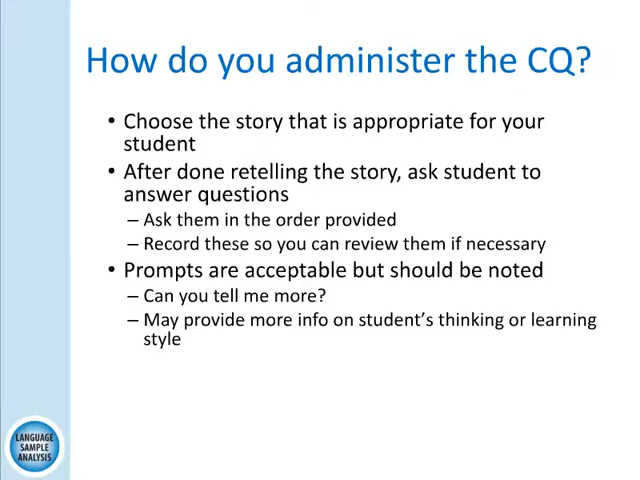 How do you administer the CQ?
• Choose the story that is appropriate for your
student
• After done retelling the story, ask student to
answer questions
– Ask them in the order provided
– Record these so you can review them if necessary
• Prompts are acceptable but should be noted
– Can you tell me more?
– May provide more info on student's thinking or learning
style
LANGUAGE
SAMPLE
ANALYSIS